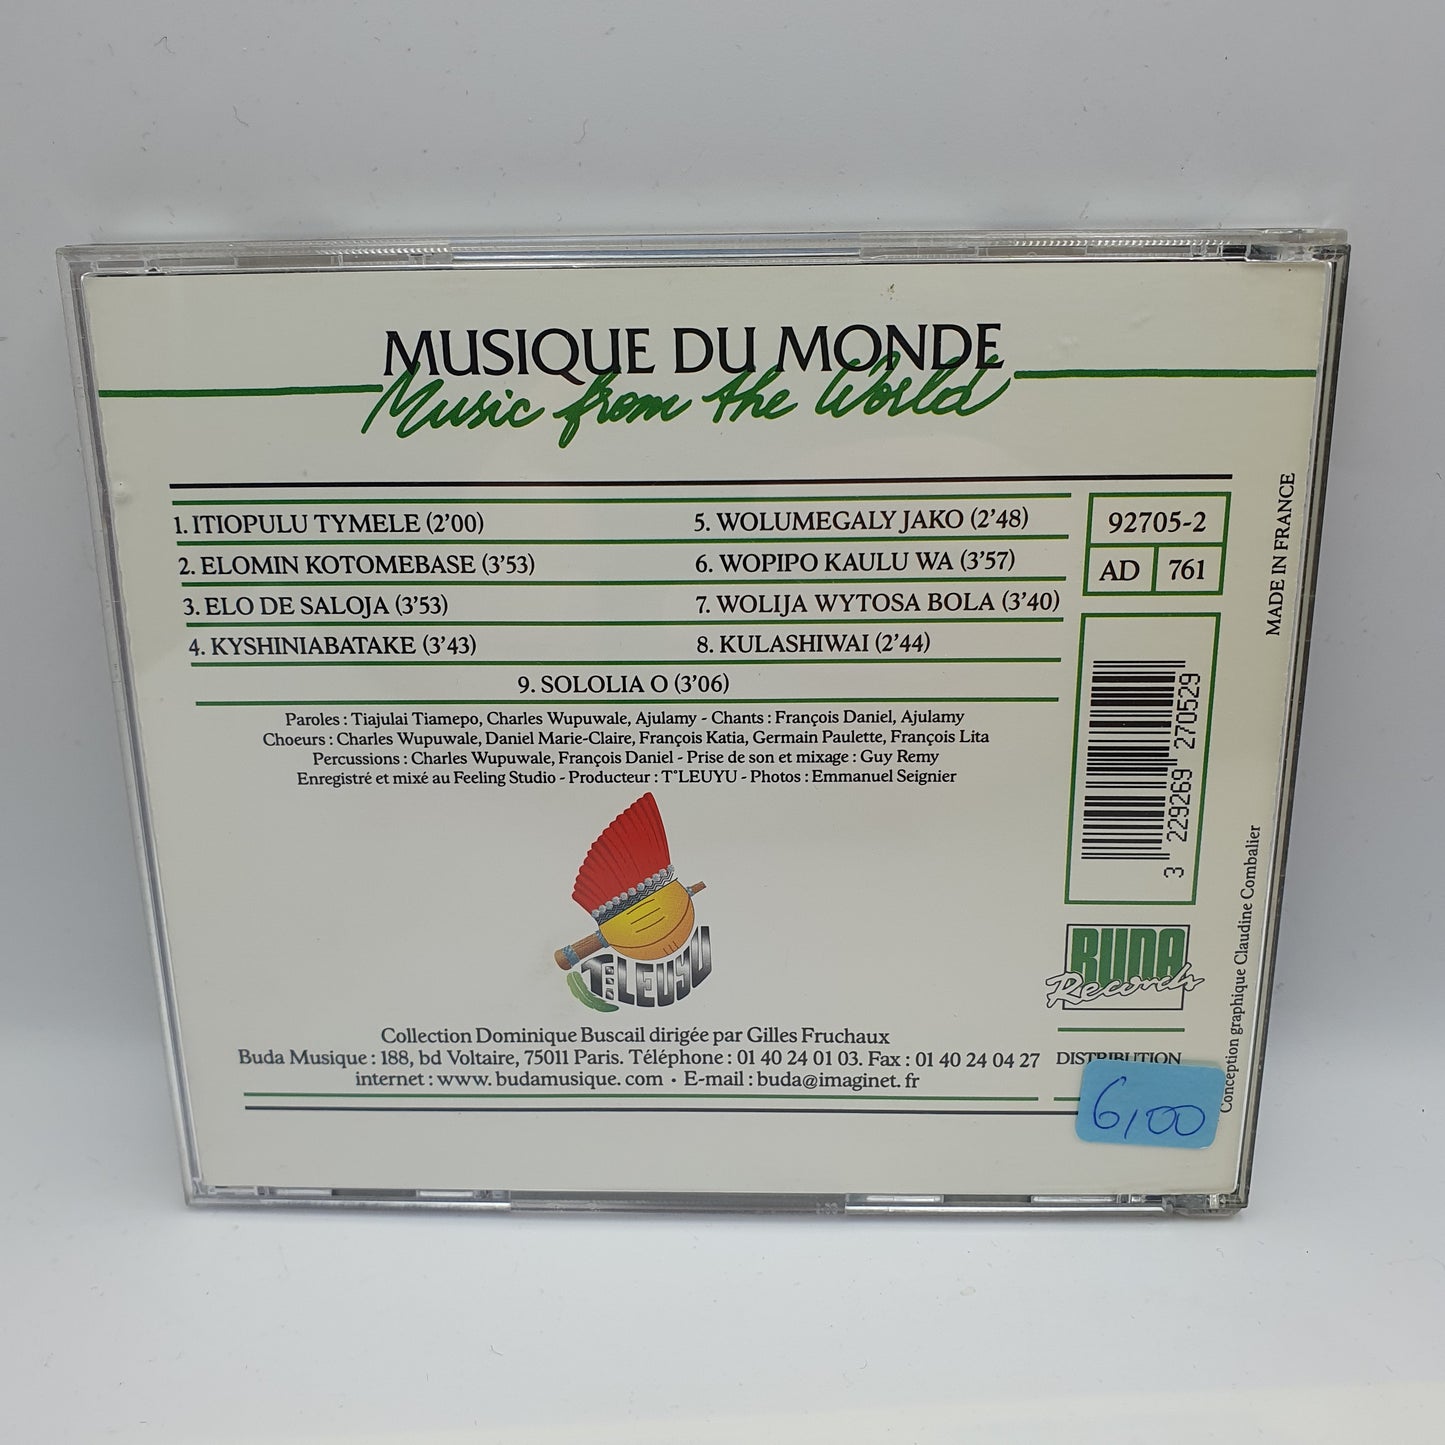 MUSIQUE DU MONDE
Music from the World
1. ITIOPULU TYMELE (2’00)
2. ELOMIN KOTOMEBASE (3’53)
3. ELO DE SALOJA (3’53)
4. KYSHINIABATAKE (3’43)
5. WOLUMEGALY JAKO (2’48)
6. WOPIPO KAULU WA (3’57)
7. WOLIJA WYTOSA BOLA (3’40)
8. KULASHIWAI (2’44)
9. SOLOLIA O (3’06)
92705-2
AD 761
MADE IN FRANCE
Paroles : Tiajulai Tiamepo, Charles Wupuwale, Ajulamy - Chants : François Daniel, Ajulamy
Choeurs : Charles Wupuwale, Daniel Marie-Claire, François Katia, Germain Paulette, François Lita
Percussions : Charles Wupuwale, François Daniel - Prise de son et mixage : Guy Remy
Enregistré et mixé au Feeling Studio - Producteur : T°LEUYU - Photos : Emmanuel Seignier
3 229269 270529
T:LEUYU
BUDA
Records
Collection Dominique Buscail dirigée par Gilles Fruchaux
Buda Musique : 188, bd Voltaire, 75011 Paris. Téléphone : 01 40 24 01 03. Fax : 01 40 24 04 27
internet : www. budamusique. com • E-mail : buda@imaginet. fr
DISTRIBUTION
6,00
Conception graphique Claudine Combalier